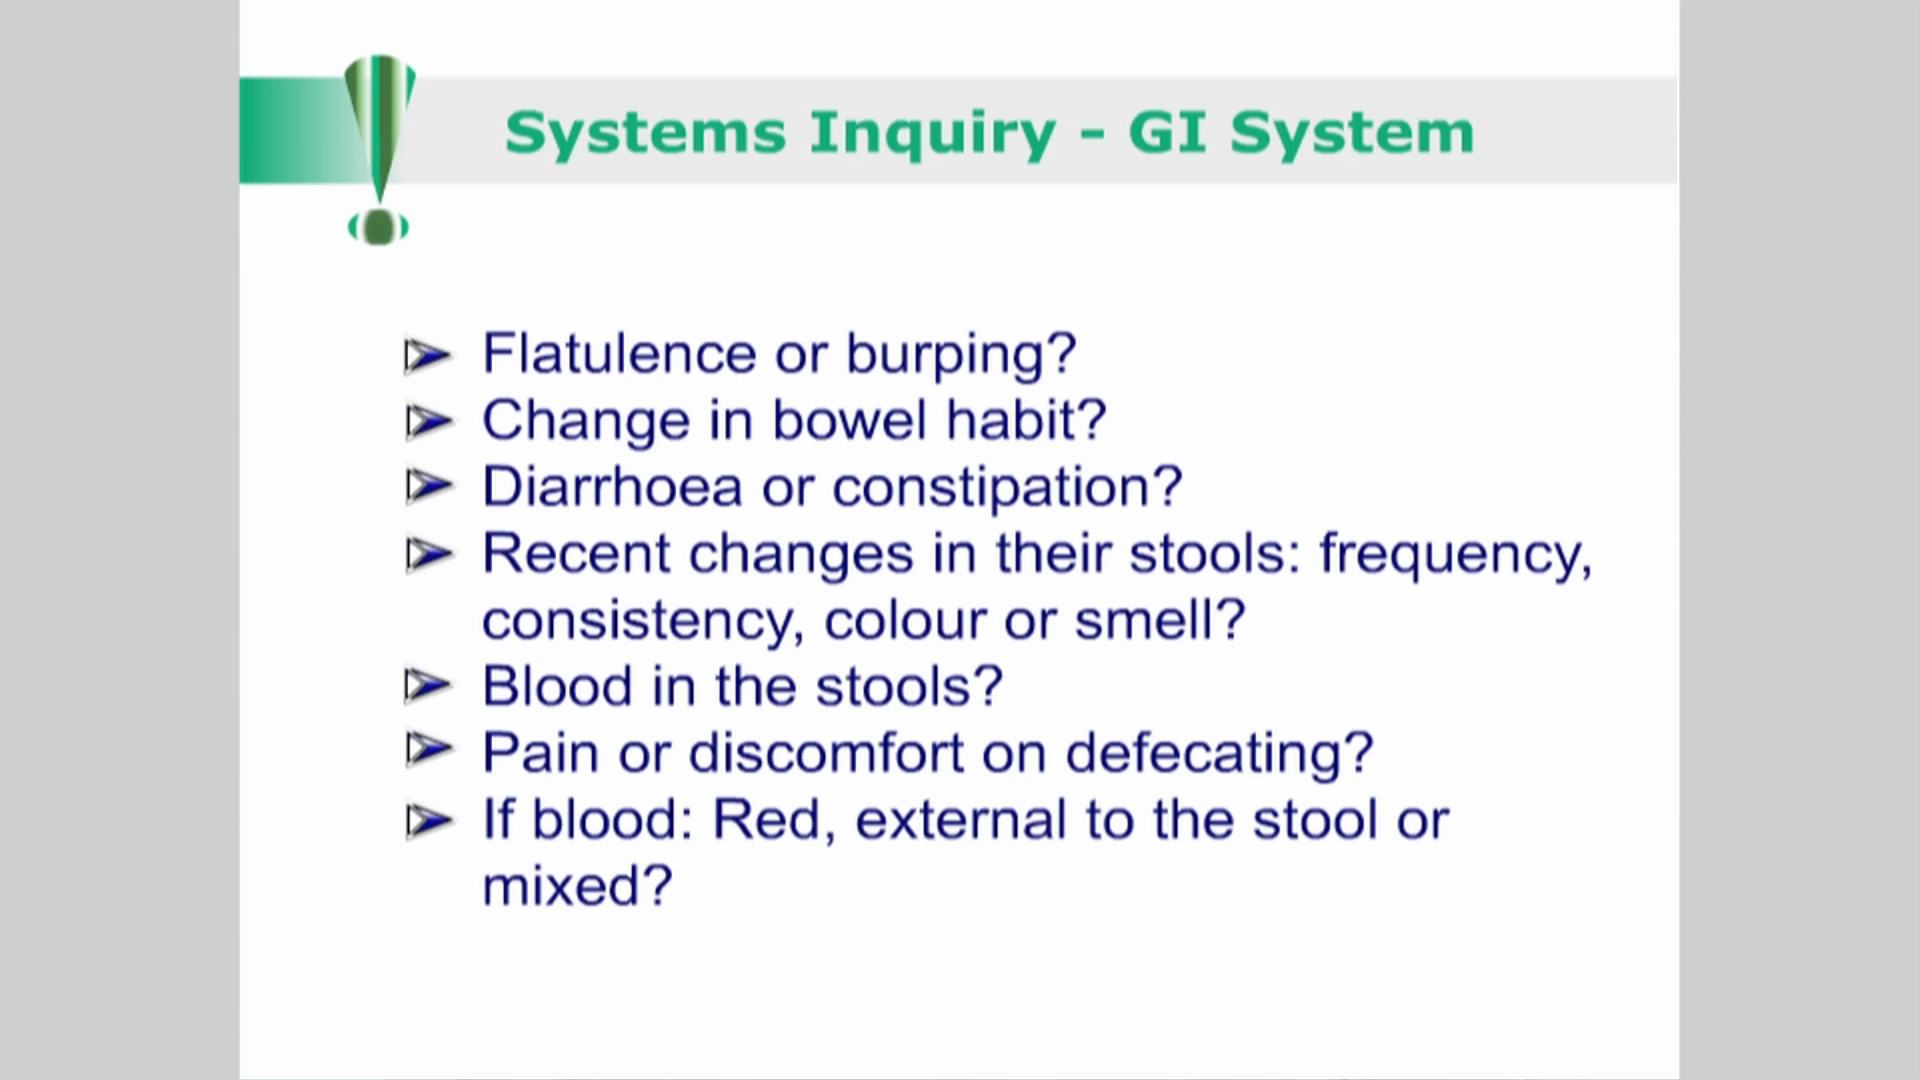 Systems Inquiry - GI System
Flatulence or burping?
Change in bowel habit?
Diarrhoea or constipation?
Recent changes in their stools: frequency,
consistency, colour or smell?
Blood in the stools?
Pain or discomfort on defecating?
If blood: Red, external to the stool or
mixed?